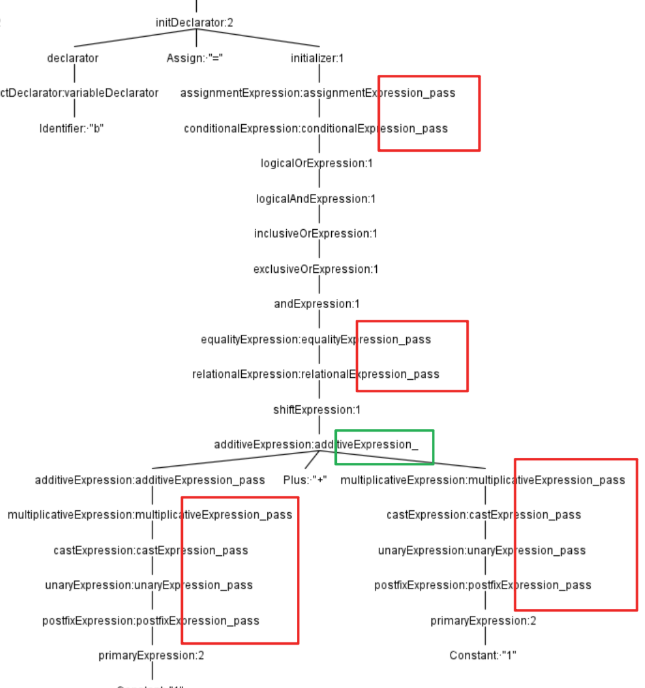 initDeclarator:2
declarator Assign:·"=" initializer:1
ctDeclarator:variableDeclarator assignmentExpression:assignmentExpression_pass
Identifier:·"b" conditionalExpression:conditionalExpression_pass
logicalOrExpression:1
logicalAndExpression:1
inclusiveOrExpression:1
exclusiveOrExpression:1
andExpression:1
equalityExpression:equalityExpression_pass
relationalExpression:relationalExpression_pass
shiftExpression:1
additiveExpression:additiveExpression_
additiveExpression:additiveExpression_pass Plus:·"+" multiplicativeExpression:multiplicativeExpression_pass
multiplicativeExpression:multiplicativeExpression_pass castExpression:castExpression_pass
castExpression:castExpression_pass unaryExpression:unaryExpression_pass
unaryExpression:unaryExpression_pass postfixExpression:postfixExpression_pass
postfixExpression:postfixExpression_pass primaryExpression:2
primaryExpression:2 Constant:·"1"